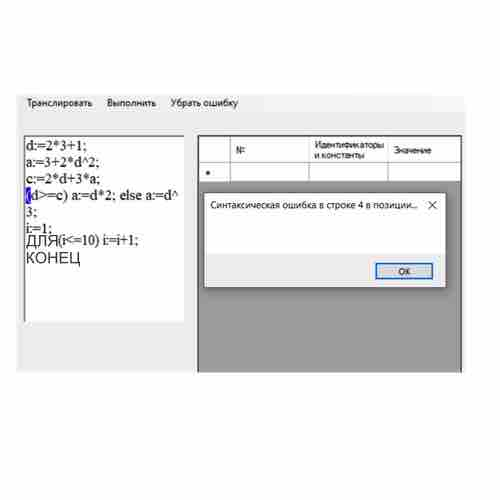 Транслировать Выполнить Убрать ошибку
d:=2*3+1;
a:=3+2*d^2;
c:=2*d+3*a;
(d>=c) a:=d*2; else a:=d^
3;
i:=1;
ДЛЯ(i<=10) i:=i+1;
КОНЕЦ
№ Идентификаторы и константы Значение
Синтаксическая ошибка в строке 4 в позиции...
ОК